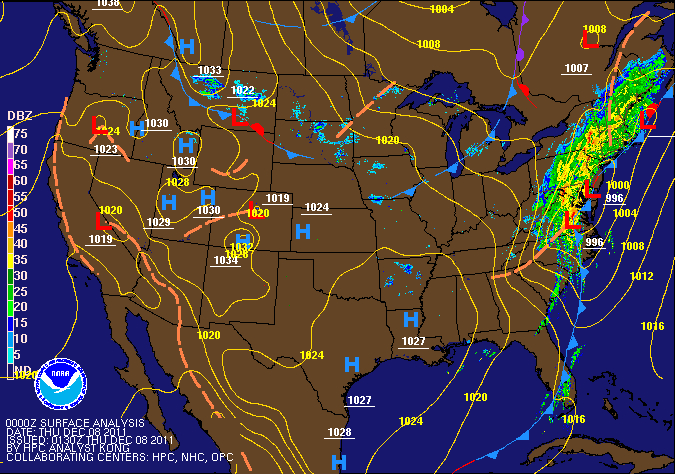 1038
1004
1008
H
1008
L
1033
1007
1022
H
1024
DBZ
75
70
65
60
55
50
45
40
35
30
25
20
15
10
5
ND
L
1024
H
1030
1023
L
1020
L
H
1030
1028
H
1029
H
1030
1019
L
1020
1024
H
1020
L
1019
H
1032
1028
1034
L
1000
996
1004
L
996
1008
1012
1016
1020
1024
H
1027
H
1027
1020
1024
1016
1028
H
1020
NOAA
0000Z SURFACE ANALYSIS
DATE: THU DEC 08 2011
ISSUED: 0130Z THU DEC 08 2011
BY HPC ANALYST KONG
COLLABORATING CENTERS: HPC, NHC, OPC